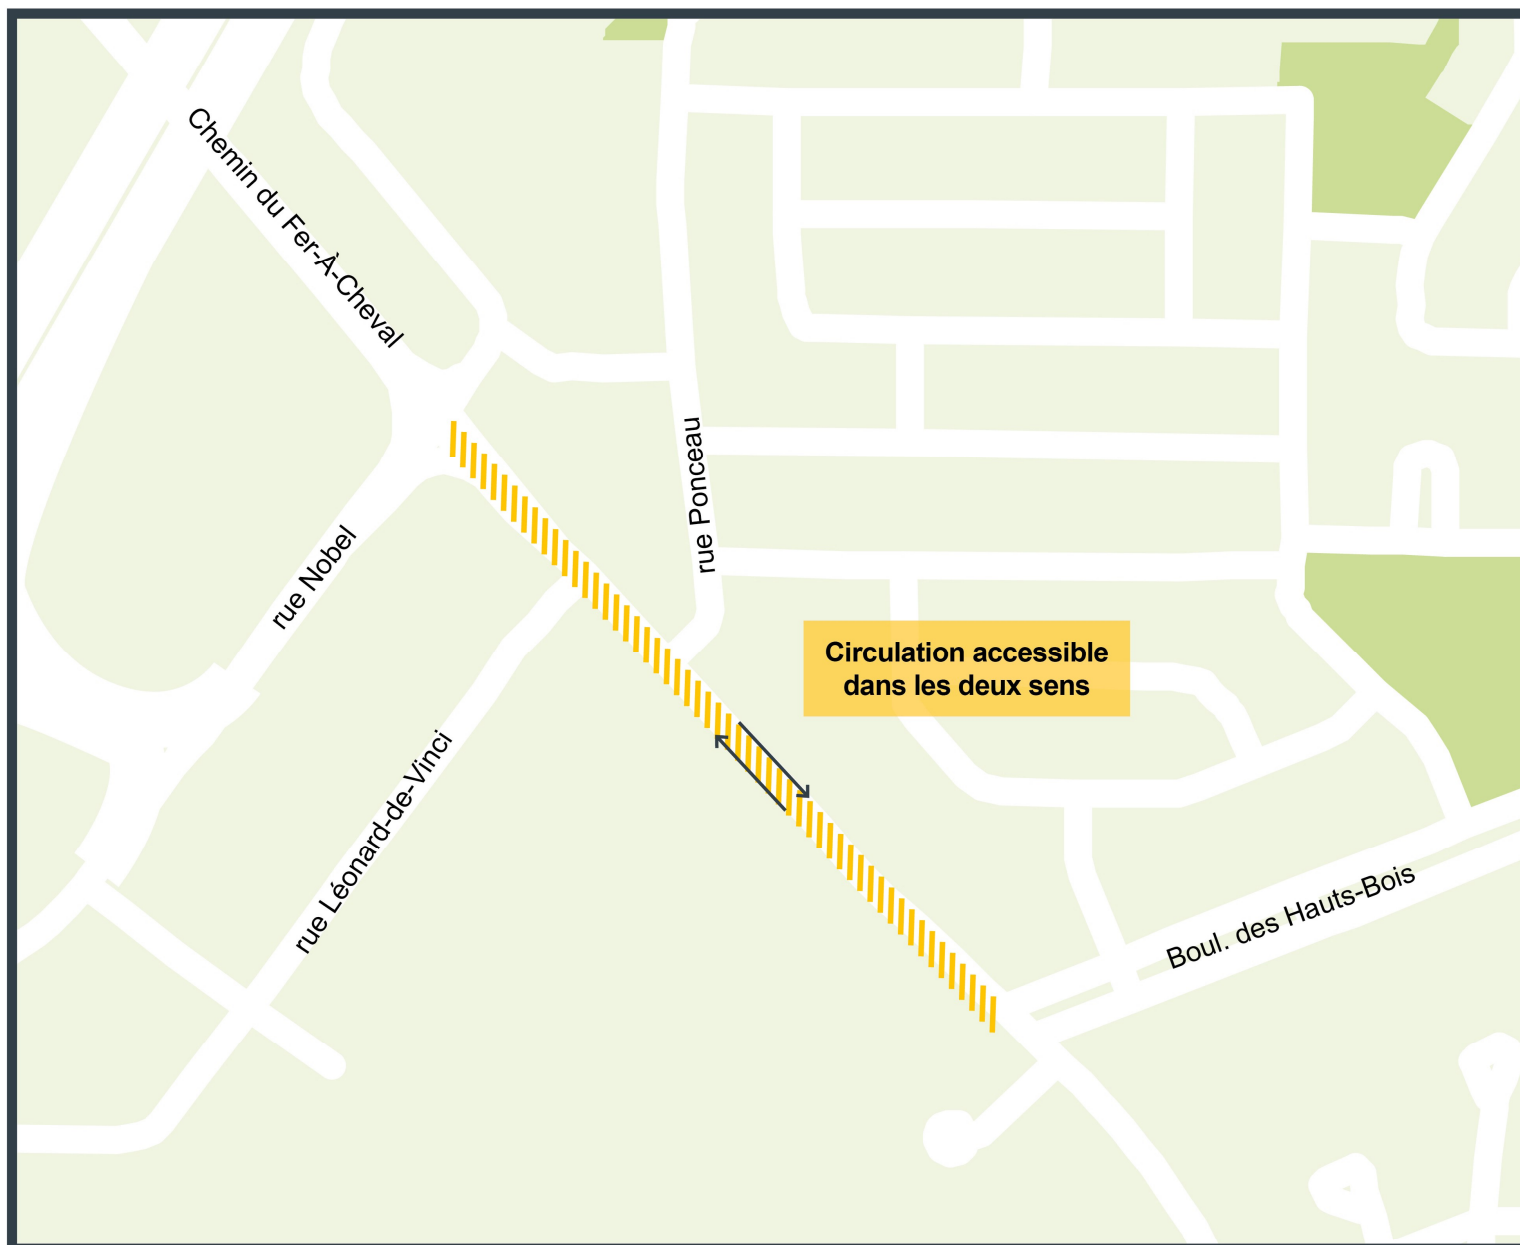 Chemin du Fer-À-Cheval
rue Ponceau
rue Nobel
Circulation accessible
dans les deux sens
rue Léonard-de-Vinci
Boul. des Hauts-Bois